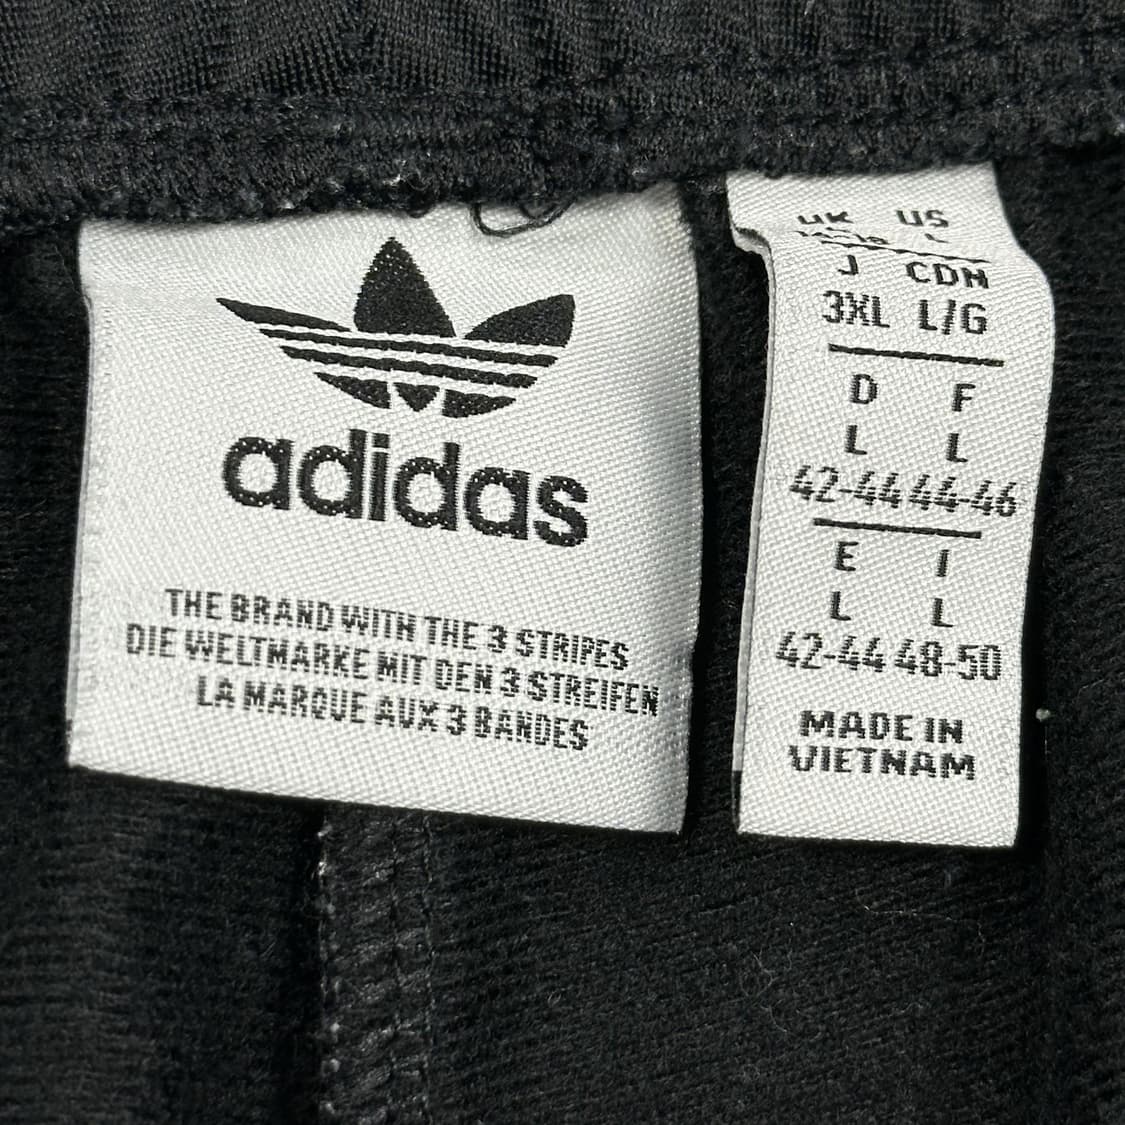 adidas
THE BRAND WITH THE 3 STRIPES
DIE WELTMARKE MIT DEN 3 STREIFEN
LA MARQUE AUX 3 BANDES
UK US
L
J CDN
3XL L/G
D F
L L
42-44 44-46
E I
L L
42-44 48-50
MADE IN
VIETNAM